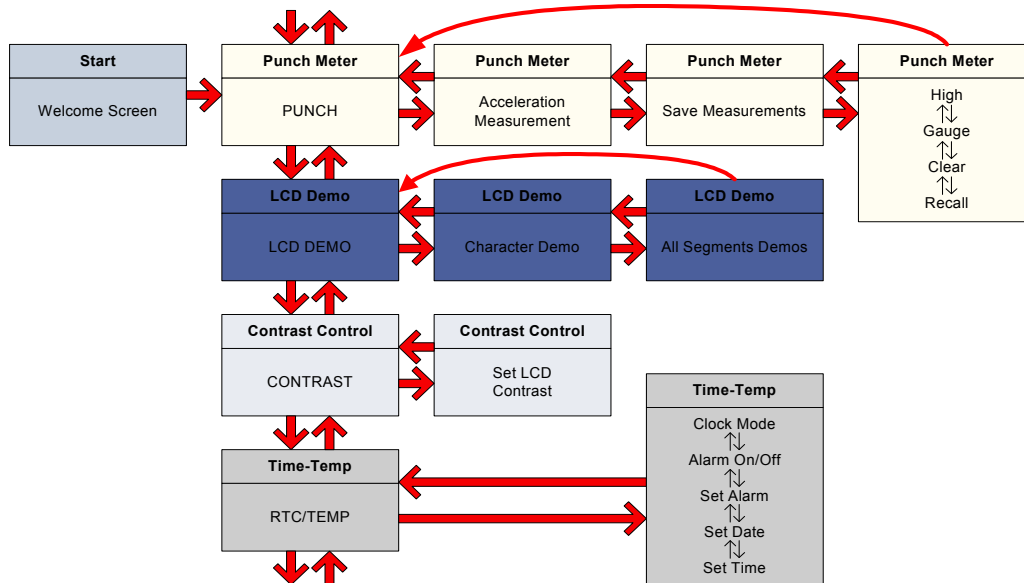 Start
Welcome Screen
Punch Meter
PUNCH
Punch Meter
Acceleration
Measurement
Punch Meter
Save Measurements
Punch Meter
High
Gauge
Clear
Recall
LCD Demo
LCD DEMO
LCD Demo
Character Demo
LCD Demo
All Segments Demos
Contrast Control
CONTRAST
Contrast Control
Set LCD
Contrast
Time-Temp
RTC/TEMP
Time-Temp
Clock Mode
Alarm On/Off
Set Alarm
Set Date
Set Time